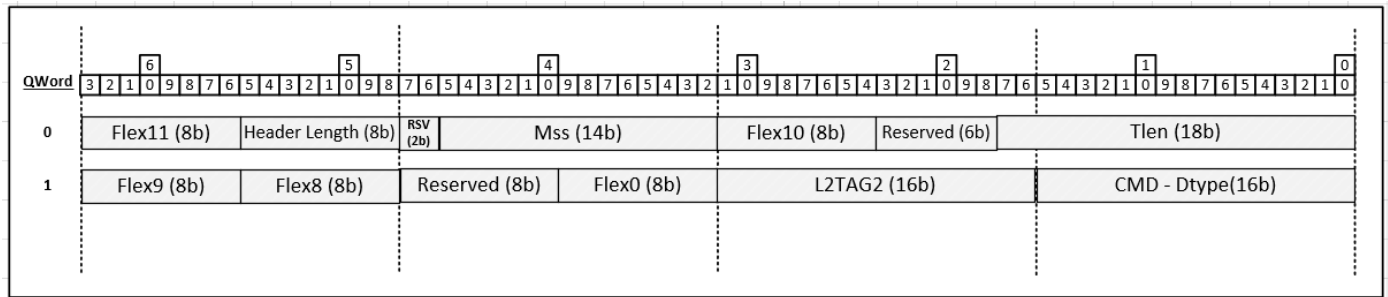 6 5 4 3 2 1 0
QWord 3 2 1 0 9 8 7 6 5 4 3 2 1 0 9 8 7 6 5 4 3 2 1 0 9 8 7 6 5 4 3 2 1 0 9 8 7 6 5 4 3 2 1 0 9 8 7 6 5 4 3 2 1 0 9 8 7 6 5 4 3 2 1 0
0 Flex11 (8b) Header Length (8b) RSV (2b) Mss (14b) Flex10 (8b) Reserved (6b) Tlen (18b)
1 Flex9 (8b) Flex8 (8b) Reserved (8b) Flex0 (8b) L2TAG2 (16b) CMD - Dtype(16b)